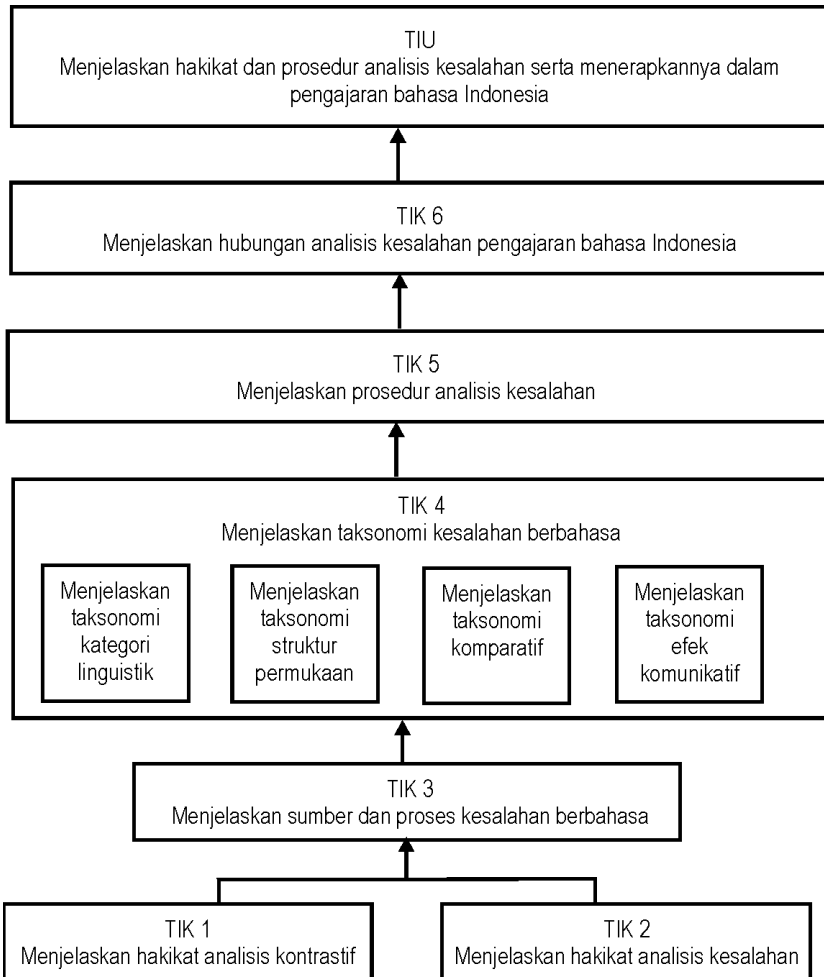 TIU
Menjelaskan hakikat dan prosedur analisis kesalahan serta menerapkannya dalam
pengajaran bahasa Indonesia
TIK 6
Menjelaskan hubungan analisis kesalahan pengajaran bahasa Indonesia
TIK 5
Menjelaskan prosedur analisis kesalahan
TIK 4
Menjelaskan taksonomi kesalahan berbahasa
Menjelaskan
taksonomi
kategori
linguistik
Menjelaskan
taksonomi
struktur
permukaan
Menjelaskan
taksonomi
komparatif
Menjelaskan
taksonomi
efek
komunikatif
TIK 3
Menjelaskan sumber dan proses kesalahan berbahasa
TIK 1
Menjelaskan hakikat analisis kontrastif
TIK 2
Menjelaskan hakikat analisis kesalahan